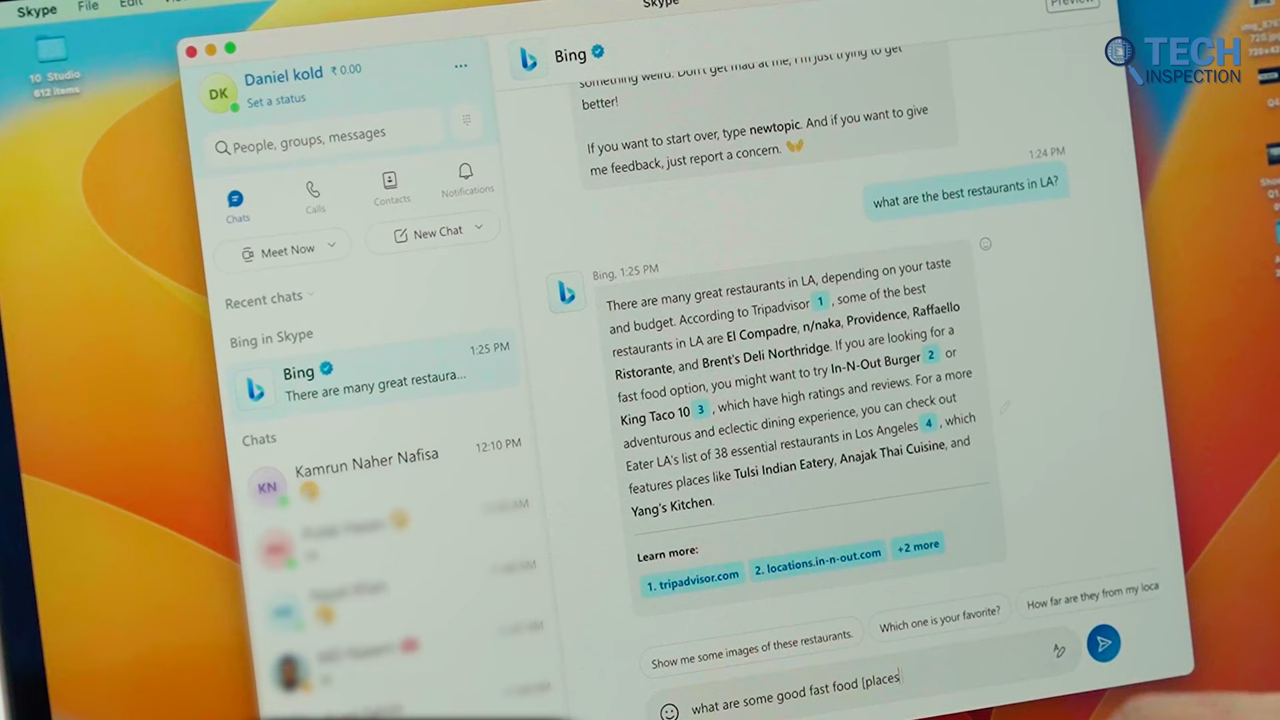 Skype File Edit
Skype
Preview
TECH
INSPECTION
10 Studio
612 items
DK
Daniel kold ₹ 0.00
Set a status
People, groups, messages
Chats
Calls
Contacts
Notifications
Meet Now
New Chat
Recent chats
Bing in Skype
Bing
1:25 PM
There are many great restaura...
Chats
KN
Kamrun Naher Nafisa
12:10 PM
Bing
something weird. Don't get mad at me, I'm just trying to get
better!
If you want to start over, type newtopic. And if you want to give
me feedback, just report a concern.
1:24 PM
what are the best restaurants in LA?
Bing, 1:25 PM
There are many great restaurants in LA, depending on your taste
and budget. According to Tripadvisor 1 , some of the best
restaurants in LA are El Compadre, n/naka, Providence, Raffaello
Ristorante, and Brent's Deli Northridge. If you are looking for a
fast food option, you might want to try In-N-Out Burger 2 or
King Taco 10 3 , which have high ratings and reviews. For a more
adventurous and eclectic dining experience, you can check out
Eater LA's list of 38 essential restaurants in Los Angeles 4 , which
features places like Tulsi Indian Eatery, Anajak Thai Cuisine, and
Yang's Kitchen.
Learn more:
1. tripadvisor.com
2. locations.in-n-out.com
+2 more
Show me some images of these restaurants.
Which one is your favorite?
How far are they from my loca
what are some good fast food [places